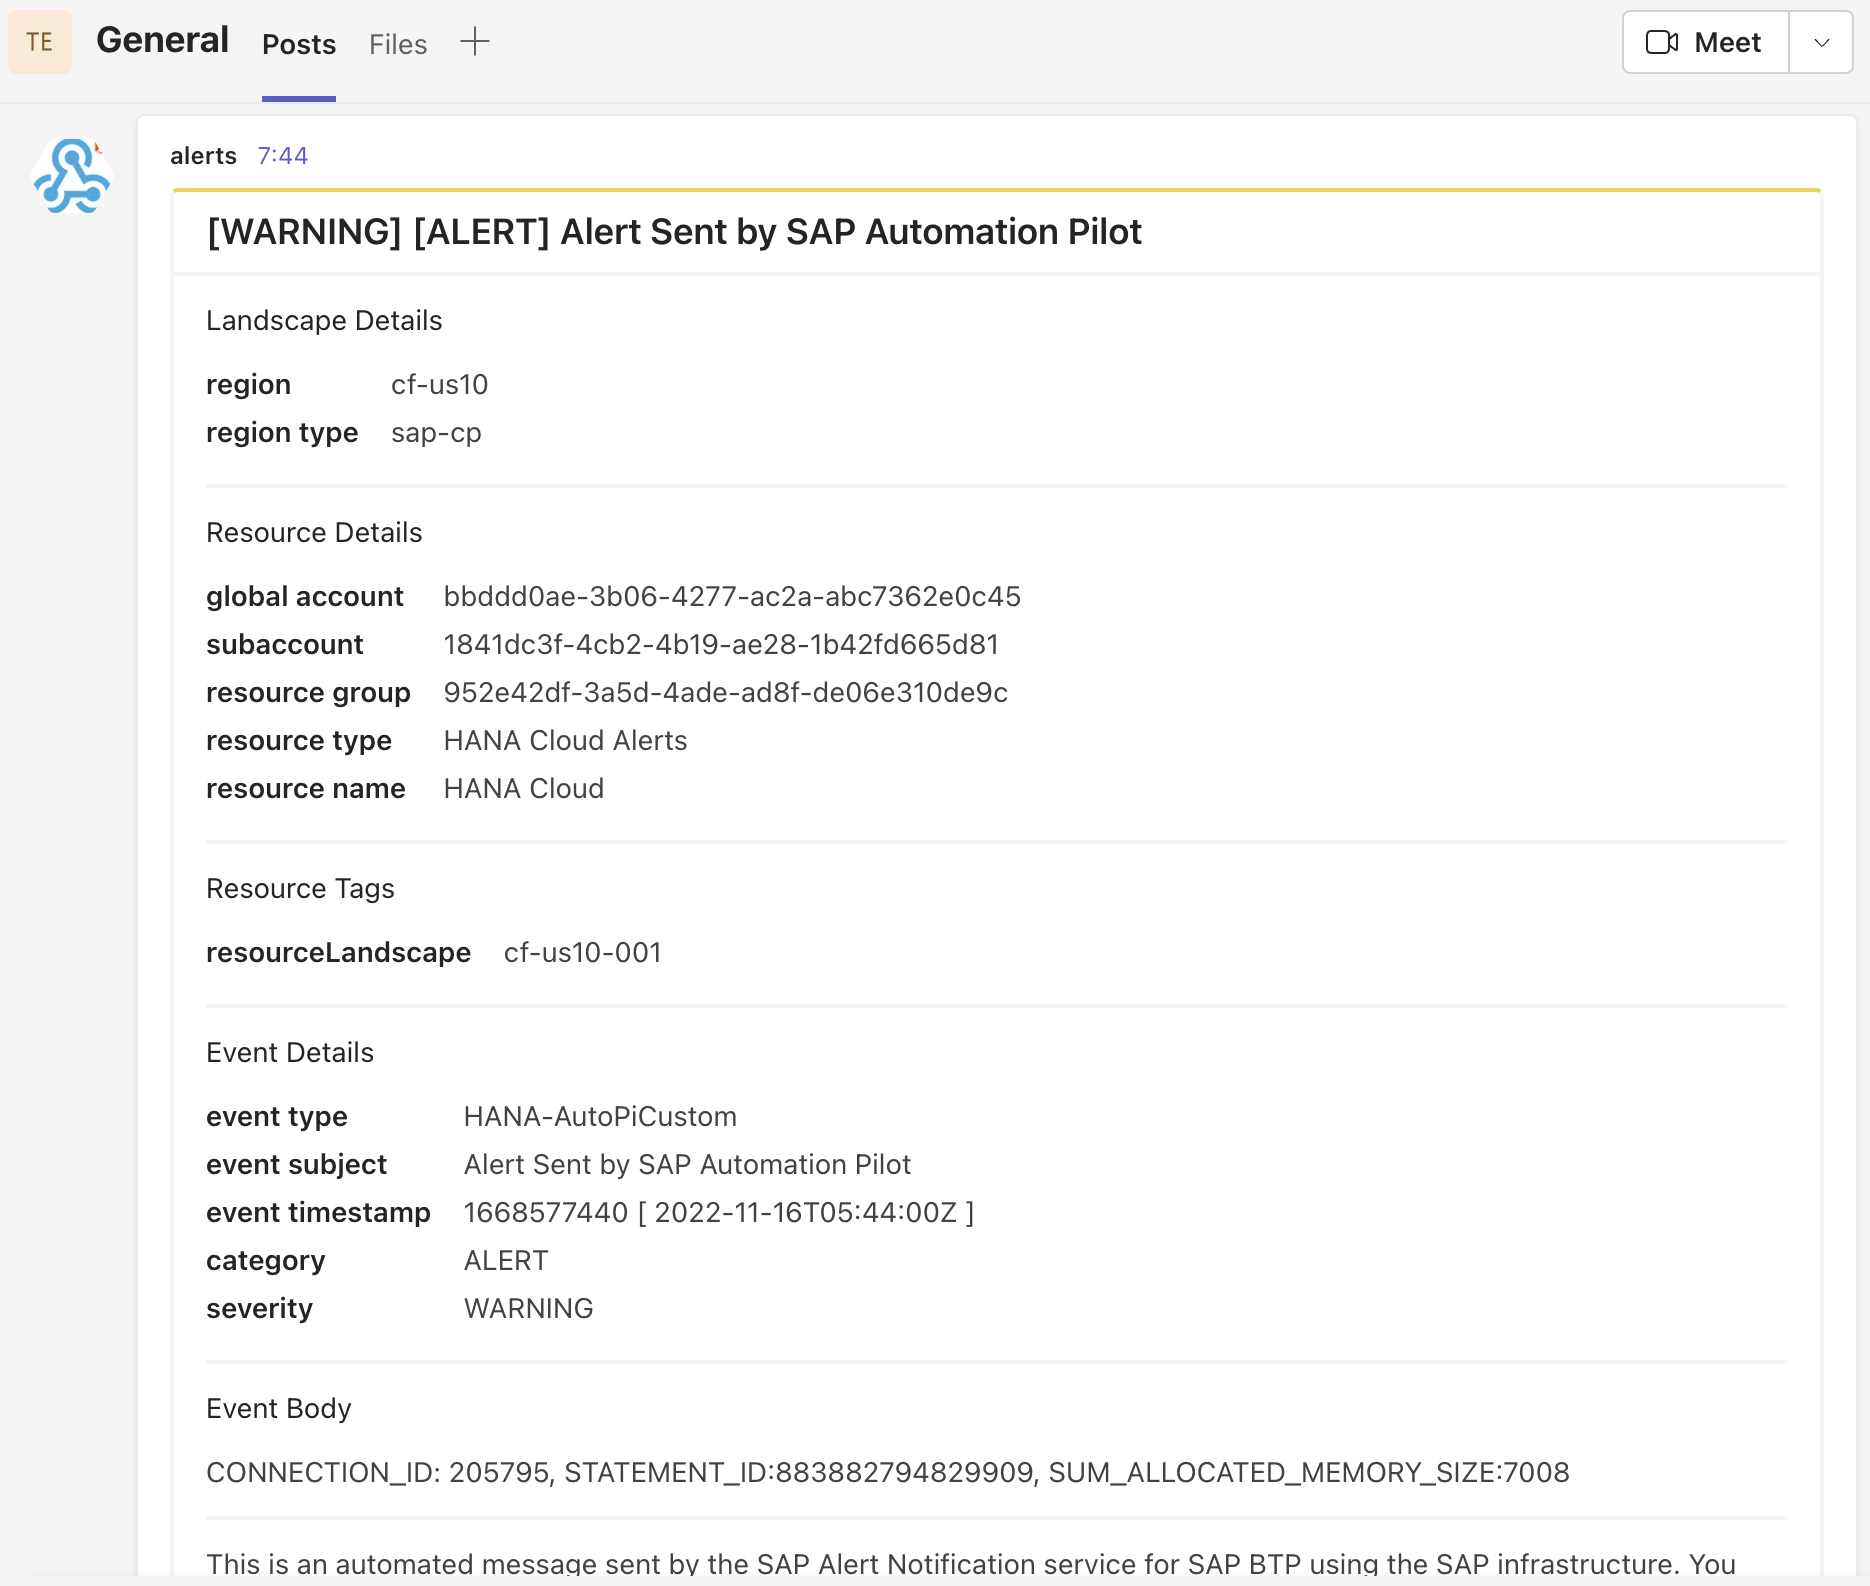 TE General Posts Files Meet
alerts 7:44
[WARNING] [ALERT] Alert Sent by SAP Automation Pilot
Landscape Details
region cf-us10
region type sap-cp
Resource Details
global account bbddd0ae-3b06-4277-ac2a-abc7362e0c45
subaccount 1841dc3f-4cb2-4b19-ae28-1b42fd665d81
resource group 952e42df-3a5d-4ade-ad8f-de06e310de9c
resource type HANA Cloud Alerts
resource name HANA Cloud
Resource Tags
resourceLandscape cf-us10-001
Event Details
event type HANA-AutoPiCustom
event subject Alert Sent by SAP Automation Pilot
event timestamp 1668577440 [ 2022-11-16T05:44:00Z ]
category ALERT
severity WARNING
Event Body
CONNECTION_ID: 205795, STATEMENT_ID:883882794829909, SUM_ALLOCATED_MEMORY_SIZE:7008
This is an automated message sent by the SAP Alert Notification service for SAP BTP using the SAP infrastructure. You